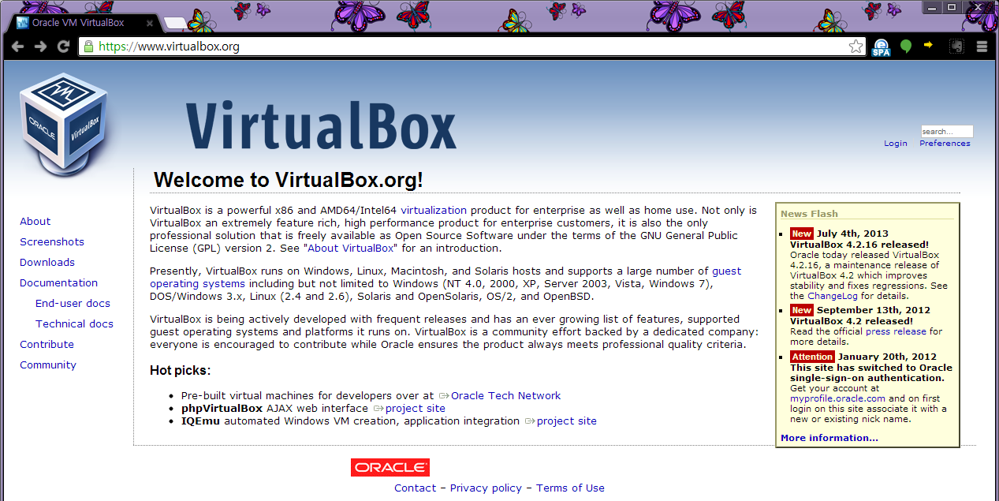 Oracle VM VirtualBox
https://www.virtualbox.org
SPA
ORACLE
VirtualBox
VirtualBox
search...
Login Preferences
Welcome to VirtualBox.org!
About
Screenshots
Downloads
Documentation
End-user docs
Technical docs
Contribute
Community
VirtualBox is a powerful x86 and AMD64/Intel64 virtualization product for enterprise as well as home use. Not only is
VirtualBox an extremely feature rich, high performance product for enterprise customers, it is also the only
professional solution that is freely available as Open Source Software under the terms of the GNU General Public
License (GPL) version 2. See "About VirtualBox" for an introduction.
Presently, VirtualBox runs on Windows, Linux, Macintosh, and Solaris hosts and supports a large number of guest
operating systems including but not limited to Windows (NT 4.0, 2000, XP, Server 2003, Vista, Windows 7),
DOS/Windows 3.x, Linux (2.4 and 2.6), Solaris and OpenSolaris, OS/2, and OpenBSD.
VirtualBox is being actively developed with frequent releases and has an ever growing list of features, supported
guest operating systems and platforms it runs on. VirtualBox is a community effort backed by a dedicated company:
everyone is encouraged to contribute while Oracle ensures the product always meets professional quality criteria.
Hot picks:
Pre-built virtual machines for developers over at Oracle Tech Network
phpVirtualBox AJAX web interface project site
IQEmu automated Windows VM creation, application integration project site
News Flash
New July 4th, 2013
VirtualBox 4.2.16 released!
Oracle today released VirtualBox
4.2.16, a maintenance release of
VirtualBox 4.2 which improves
stability and fixes regressions. See
the ChangeLog for details.
New September 13th, 2012
VirtualBox 4.2 released!
Read the official press release for
more details.
Attention January 20th, 2012
This site has switched to Oracle
single-sign-on authentication.
Get your account at
myprofile.oracle.com and on first
login on this site associate it with a
new or existing nick name.
More information...
ORACLE
Contact – Privacy policy – Terms of Use